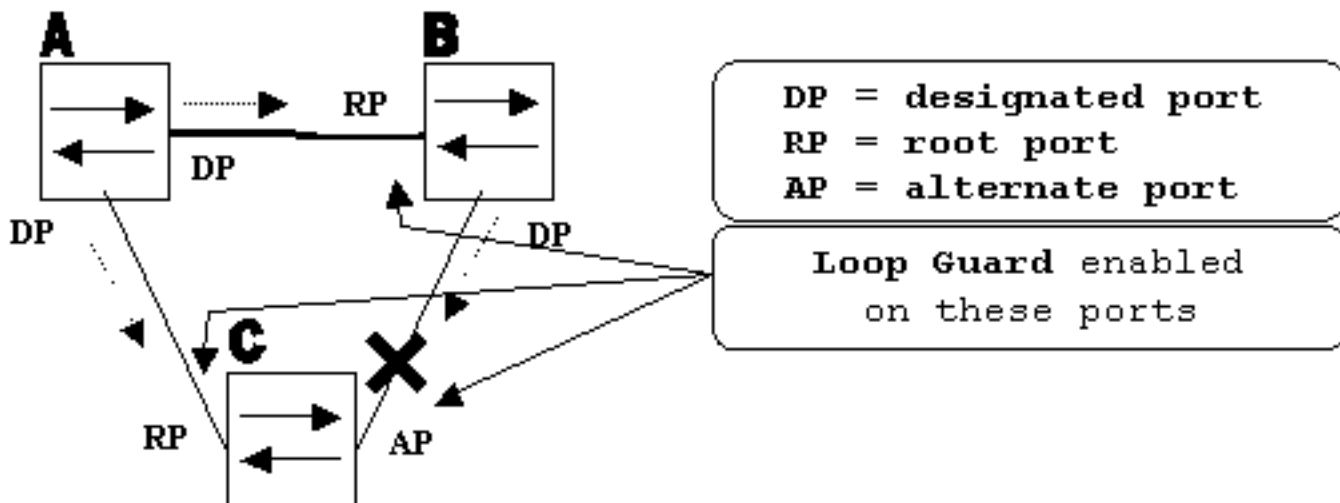 A
B
RP
DP
DP
DP
C
RP
AP
DP = designated port
RP = root port
AP = alternate port
Loop Guard enabled
on these ports